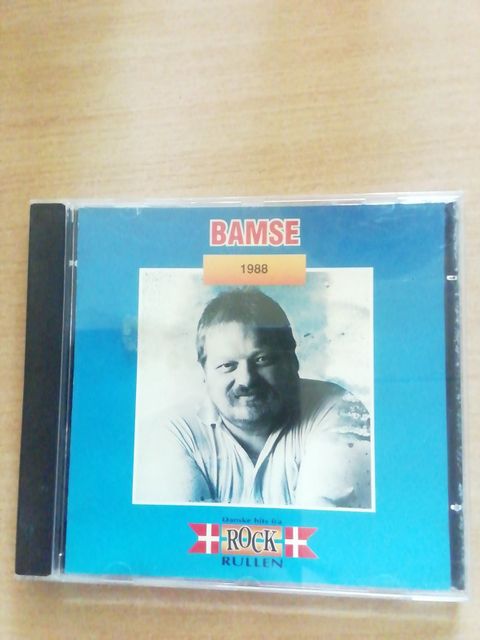 BAMSE
1988
Danske hits fra
ROCK
RULLEN